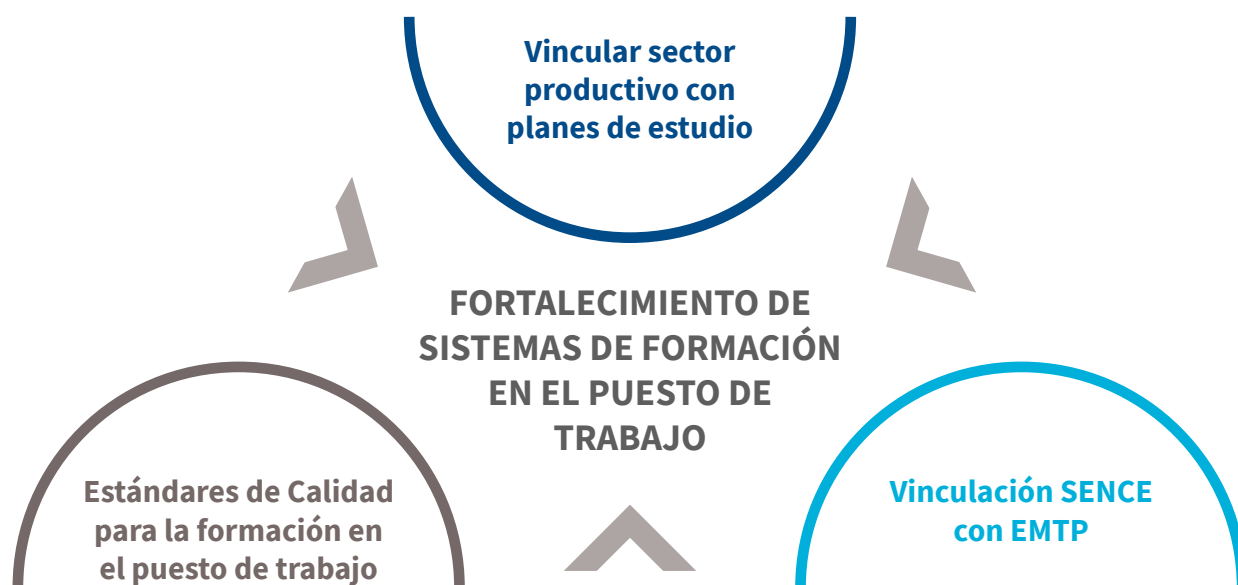 Vincular sector
productivo con
planes de estudio
FORTALECIMIENTO DE
SISTEMAS DE FORMACIÓN
EN EL PUESTO DE
TRABAJO
Estándares de Calidad
para la formación en
el puesto de trabajo
Vinculación SENCE
con EMTP